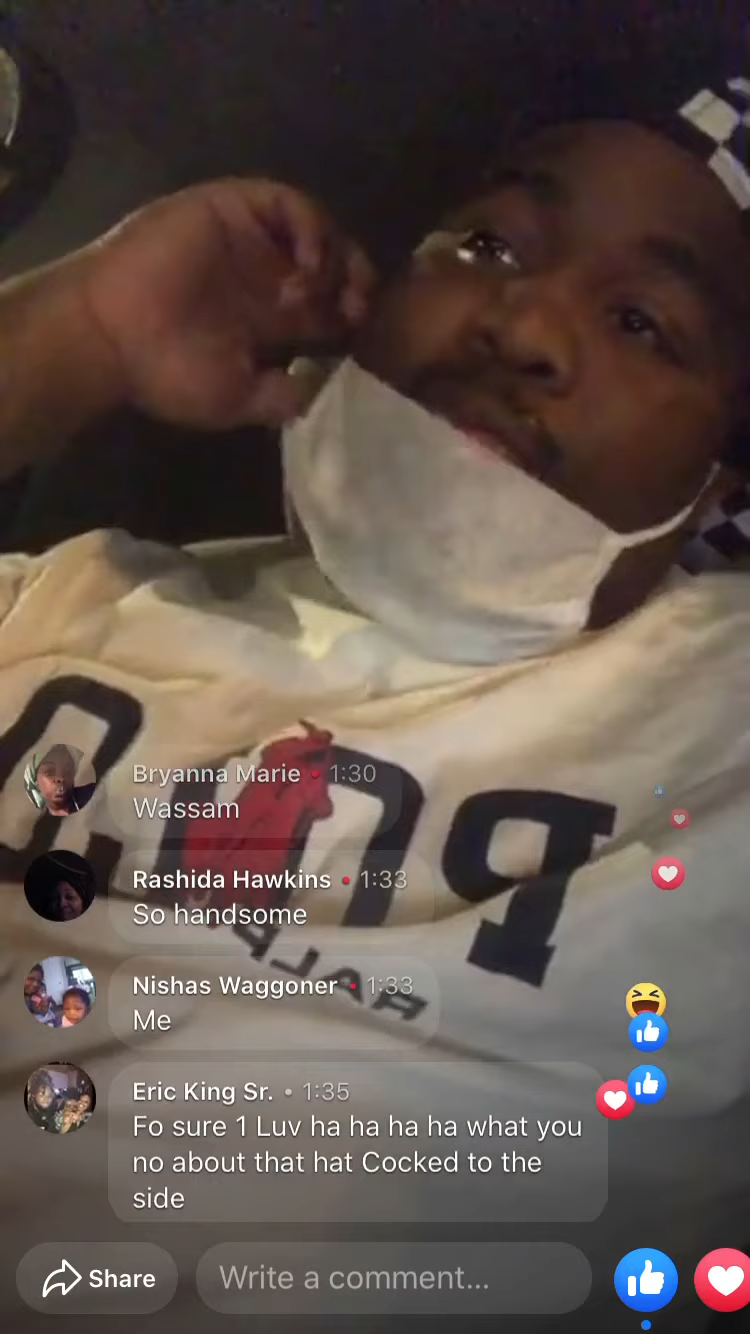 POLO
RALP
Bryanna Marie • 1:30
Wassam
Rashida Hawkins • 1:33
So handsome
Nishas Waggoner • 1:33
Me
Eric King Sr. • 1:35
Fo sure 1 Luv ha ha ha ha what you
no about that hat Cocked to the
side
Share
Write a comment...